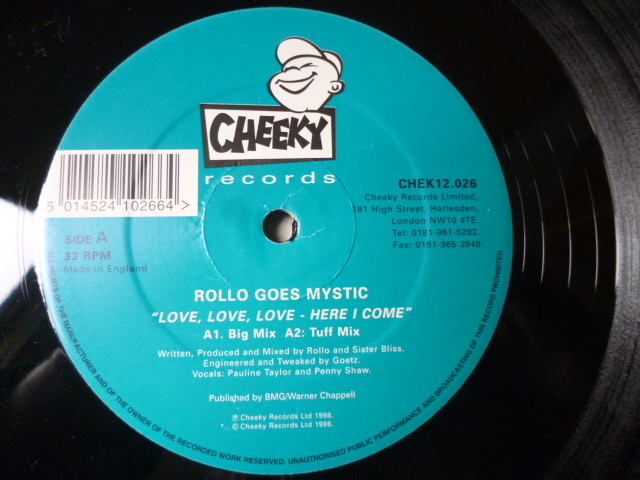 CHEEKY
records
5 014524 102664 >
CHEK12.026
Cheeky Records Limited,
181 High Street, Harlesden,
London NW10 4TE.
Tel: 0181-961-5202.
Fax: 0181-965 3948
SIDE A
33 RPM
Made in England
ROLLO GOES MYSTIC
"LOVE, LOVE, LOVE - HERE I COME"
A1. Big Mix A2: Tuff Mix
Written, Produced and Mixed by Rollo and Sister Bliss.
Engineered and Tweaked by Goetz.
Vocals: Pauline Taylor and Penny Shaw.
Published by BMG/Warner Chappell
℗ Cheeky Records Ltd 1998.
© Cheeky Records Ltd 1998.
ALL RIGHTS OF THE MANUFACTURER AND OF THE OWNER OF THE RECORDED WORK RESERVED. UNAUTHORISED PUBLIC PERFORMANCE AND BROADCASTING OF THIS RECORD PROHIBITED.